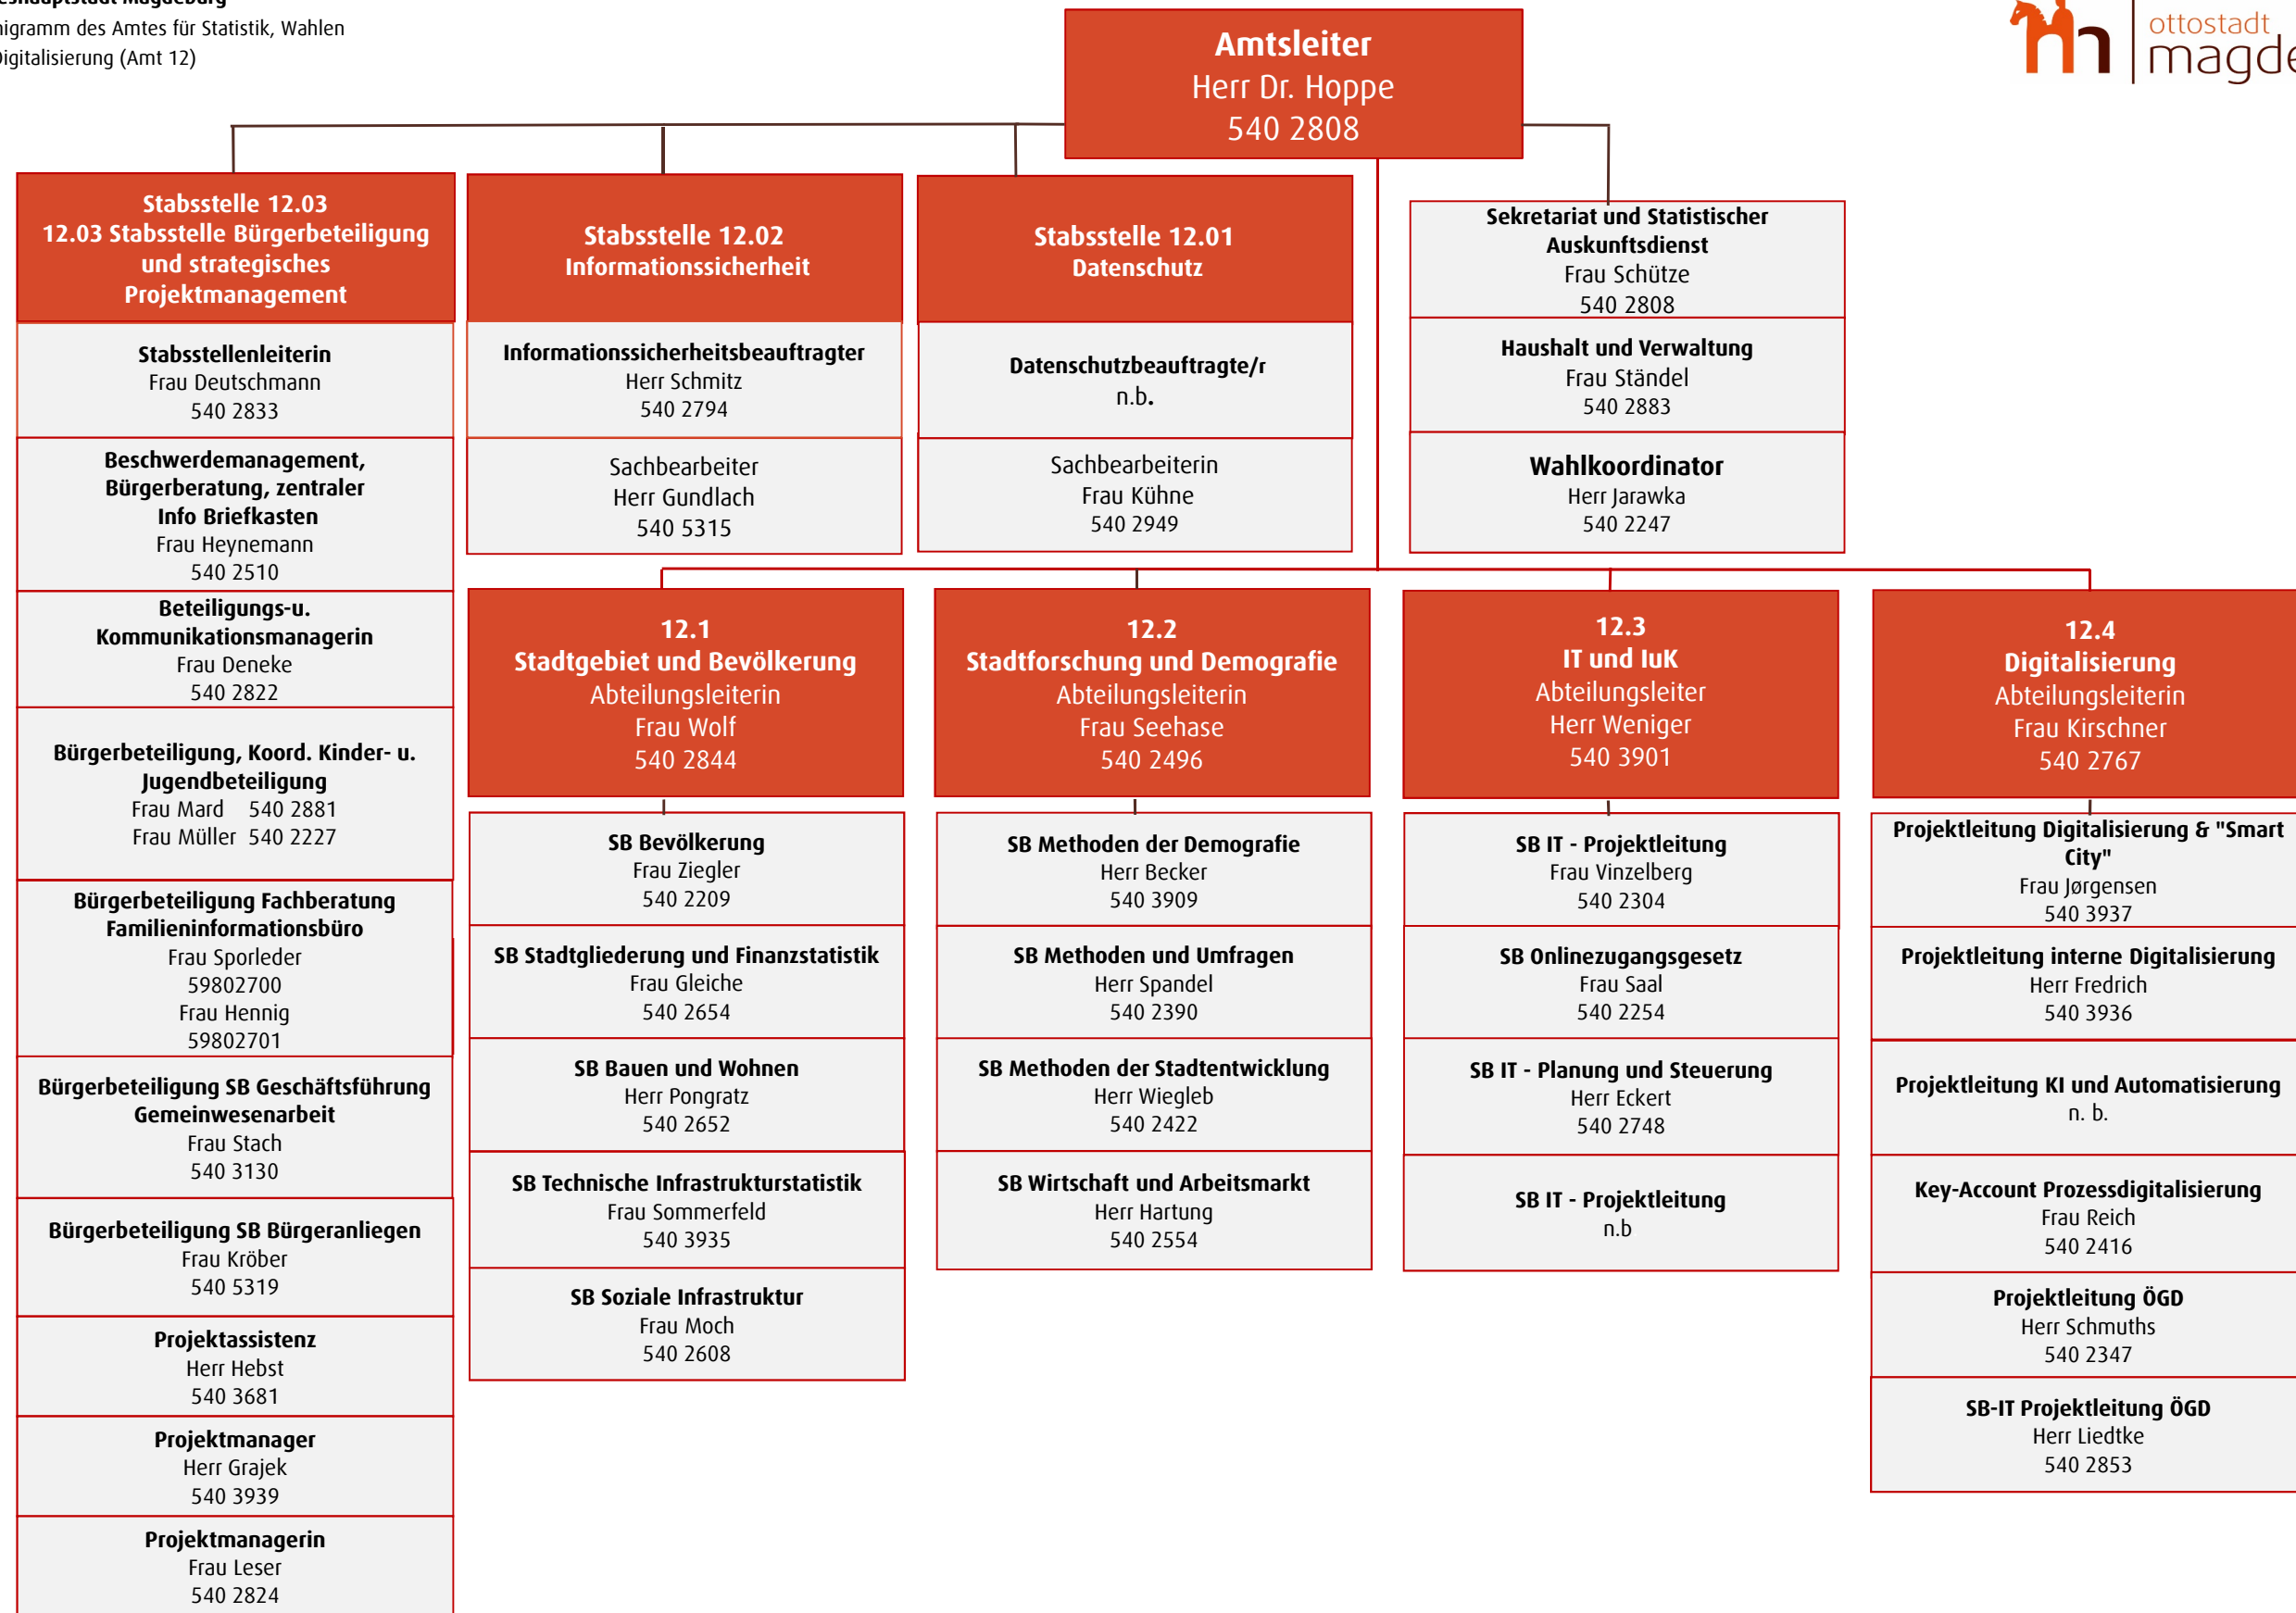 nigramm des Amtes für Statistik, Wahlen
Digitalisierung (Amt 12)
ottostadt
Amtsleiter
Herr Dr. Hoppe
540 2808
Stabsstelle 12.03
12.03 Stabsstelle Bürgerbeteiligung
und strategisches
Projektmanagement
Stabsstellenleiterin
Frau Deutschmann
540 2833
Beschwerdemanagement,
Bürgerberatung, zentraler
Info Briefkasten
Frau Heynemann
540 2510
Beteiligungs-u.
Kommunikationsmanagerin
Frau Deneke
540 2822
Bürgerbeteiligung, Koord. Kinder- u.
Jugendbeteiligung
Frau Mard 540 2881
Frau Müller 540 2227
Bürgerbeteiligung Fachberatung
Familieninformationsbüro
Frau Sporleder
59802700
Frau Hennig
59802701
Bürgerbeteiligung SB Geschäftsführung
Gemeinwesenarbeit
Frau Stach
540 3130
Bürgerbeteiligung SB Bürgeranliegen
Frau Kröber
540 5319
Projektassistenz
Herr Hebst
540 3681
Projektmanager
Herr Grajek
540 3939
Projektmanagerin
Frau Leser
540 2824
Stabsstelle 12.02
Informationssicherheit
Informationssicherheitsbeauftragter
Herr Schmitz
540 2794
Sachbearbeiter
Herr Gundlach
540 5315
Stabsstelle 12.01
Datenschutz
Datenschutzbeauftragte/r
n.b.
Sachbearbeiterin
Frau Kühne
540 2949
Sekretariat und Statistischer
Auskunftsdienst
Frau Schütze
540 2808
Haushalt und Verwaltung
Frau Ständel
540 2883
Wahlkoordinator
Herr Jarawka
540 2247
12.1
Stadtgebiet und Bevölkerung
Abteilungsleiterin
Frau Wolf
540 2844
SB Bevölkerung
Frau Ziegler
540 2209
SB Stadtgliederung und Finanzstatistik
Frau Gleiche
540 2654
SB Bauen und Wohnen
Herr Pongratz
540 2652
SB Technische Infrastrukturstatistik
Frau Sommerfeld
540 3935
SB Soziale Infrastruktur
Frau Moch
540 2608
12.2
Stadtforschung und Demografie
Abteilungsleiterin
Frau Seehase
540 2496
SB Methoden der Demografie
Herr Becker
540 3909
SB Methoden und Umfragen
Herr Spandel
540 2390
SB Methoden der Stadtentwicklung
Herr Wiegleb
540 2422
SB Wirtschaft und Arbeitsmarkt
Herr Hartung
540 2554
12.3
IT und IuK
Abteilungsleiter
Herr Weniger
540 3901
SB IT - Projektleitung
Frau Vinzelberg
540 2304
SB Onlinezugangsgesetz
Frau Saal
540 2254
SB IT - Planung und Steuerung
Herr Eckert
540 2748
SB IT - Projektleitung
n.b
12.4
Digitalisierung
Abteilungsleiterin
Frau Kirschner
540 2767
Projektleitung Digitalisierung & "Smart
City"
Frau Jørgensen
540 3937
Projektleitung interne Digitalisierung
Herr Fredrich
540 3936
Projektleitung KI und Automatisierung
n. b.
Key-Account Prozessdigitalisierung
Frau Reich
540 2416
Projektleitung ÖGD
Herr Schmuths
540 2347
SB-IT Projektleitung ÖGD
Herr Liedtke
540 2853